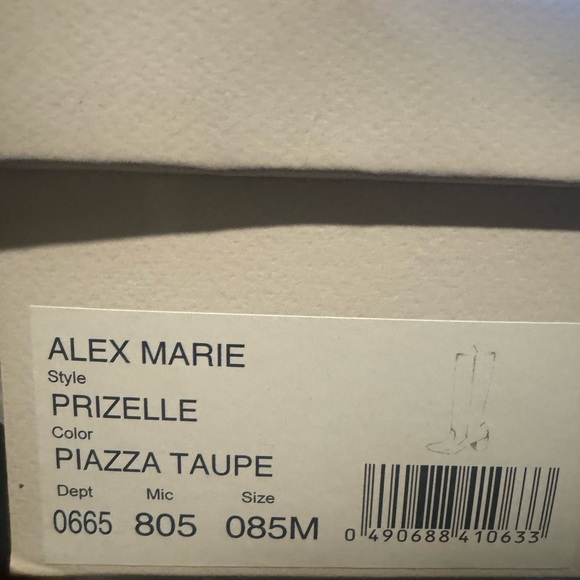 ALEX MARIE
Style
PRIZELLE
Color
PIAZZA TAUPE
Dept Mic Size
0665 805 085M
0 490688 410633